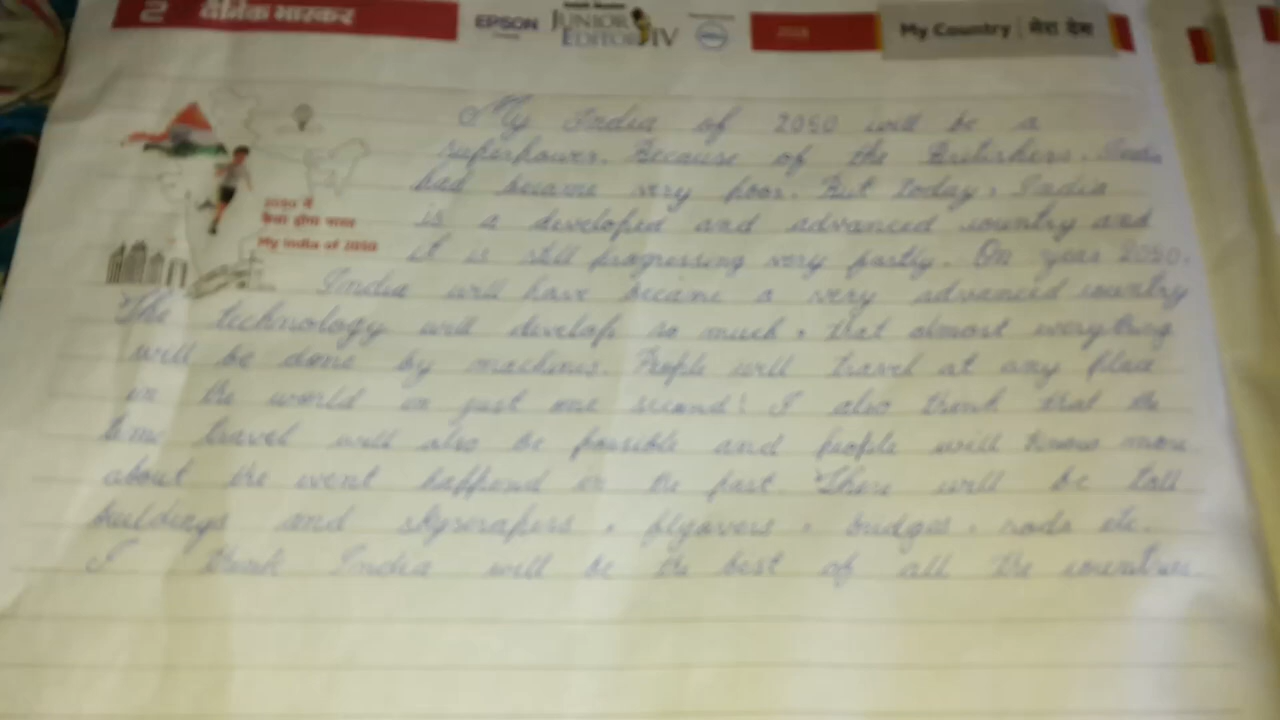 2 दैनिक भास्कर EPSON JUNIOR EDITOR IV My Country | मेरा देश
My India of 2050 will be a
superpower. Because of the Britishers, India
had became very poor. But today, India
is a developed and advanced country and
it is still progressing very fastly. On year 2050,
2050 में
कैसा होगा भारत
My India of 2050
India will have became a very advanced country
The technology will develop so much, that almost everything
will be done by machines. People will travel at any place
in the world in just one second! I also think that the
time travel will also be possible and people will know more
about the event happend in the past. There will be tall
buildings and skyscrapers, flyovers, bridges, etc.
I think India will be the best of all the countries